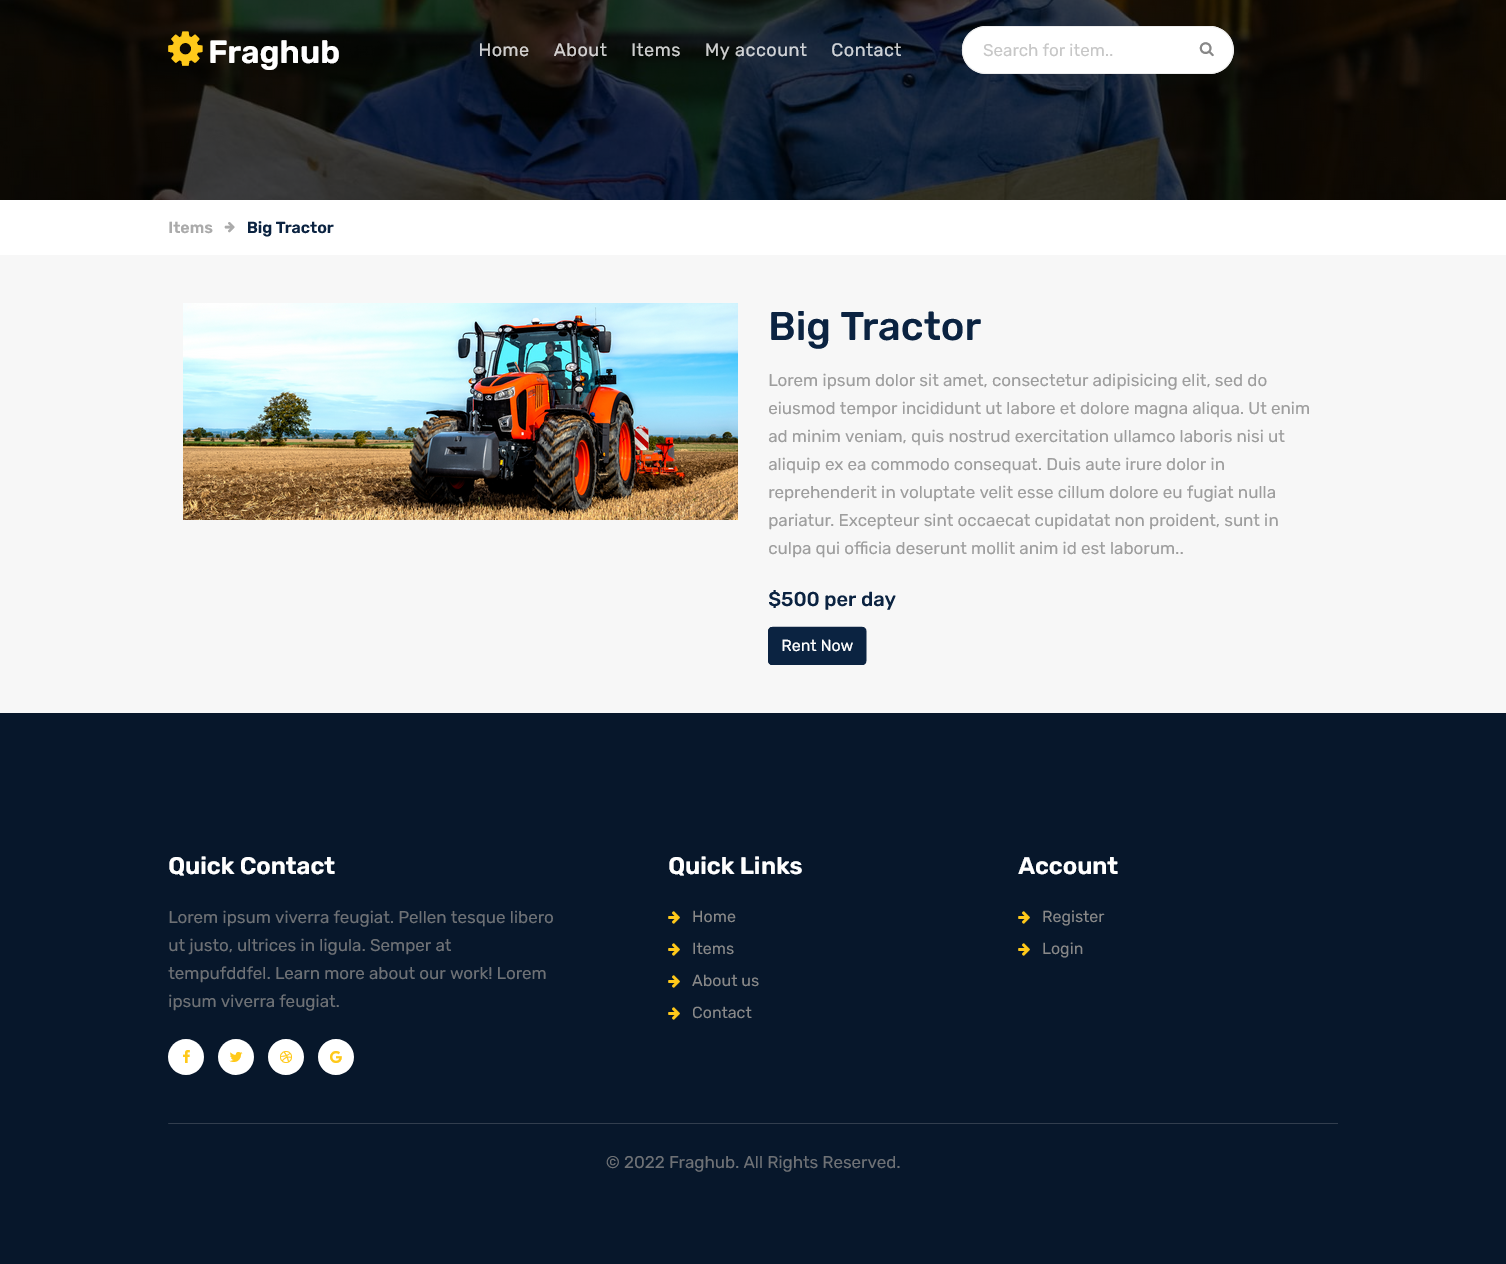 Fraghub
Home About Items My account Contact
Search for item..
Items Big Tractor
Big Tractor
Lorem ipsum dolor sit amet, consectetur adipisicing elit, sed do
eiusmod tempor incididunt ut labore et dolore magna aliqua. Ut enim
ad minim veniam, quis nostrud exercitation ullamco laboris nisi ut
aliquip ex ea commodo consequat. Duis aute irure dolor in
reprehenderit in voluptate velit esse cillum dolore eu fugiat nulla
pariatur. Excepteur sint occaecat cupidatat non proident, sunt in
culpa qui officia deserunt mollit anim id est laborum..
$500 per day
Rent Now
Quick Contact
Lorem ipsum viverra feugiat. Pellen tesque libero
ut justo, ultrices in ligula. Semper at
tempufddfel. Learn more about our work! Lorem
ipsum viverra feugiat.
Quick Links
Home
Items
About us
Contact
Account
Register
Login
© 2022 Fraghub. All Rights Reserved.